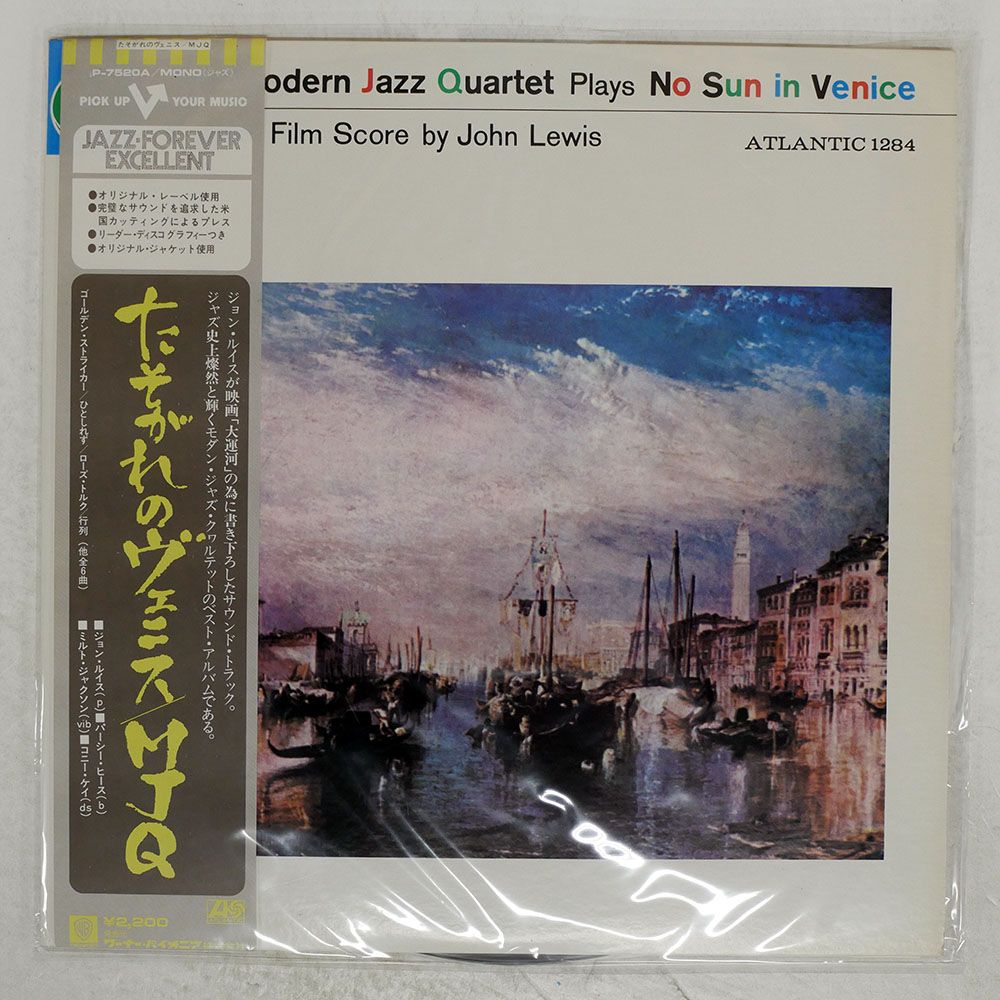 たそがれのヴェニス/MJQ
P-7520A/MONO(ジャズ)
PICK UP YOUR MUSIC
JAZZ-FOREVER
EXCELLENT
●オリジナル・レーベル使用
●完璧なサウンドを追求した米
国カッティングによるプレス
●リーダー・ディスコグラフィーつき
●オリジナル・ジャケット使用
ジョン・ルイスが映画「大運河」の為に書き下ろしたサウンド・トラック。
ジャズ史上燦然と輝くモダン・ジャズ・クワルテットのベスト・アルバムである。
たそがれのヴェニス/MJQ
ゴールデン・ストライカー/ひとしれず/ローズ・トルク/行列(他全6曲)
■ジョン・ルイス(p)■パーシー・ヒース(b)
■ミルト・ジャクソン(vib)■コニー・ケイ(ds)
¥2,200
ワーナー・パイオニア株式会社
odern Jazz Quartet Plays No Sun in Venice
Film Score by John Lewis
ATLANTIC 1284